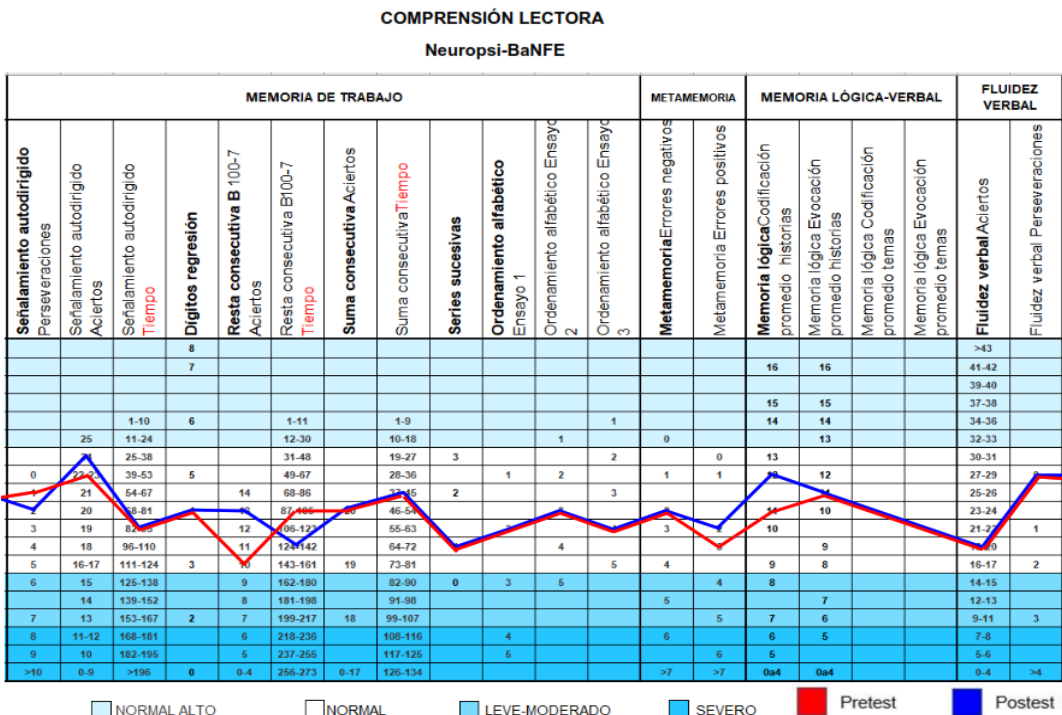 COMPRENSIÓN LECTORA
Neuropsi-BaNFE
MEMORIA DE TRABAJO METAMEMORIA MEMORIA LÓGICA-VERBAL FLUIDEZ VERBAL
Señalamiento autodirigido Perseveraciones
Señalamiento autodirigido Aciertos
Señalamiento autodirigido Tiempo
Dígitos regresión
Resta consecutiva B 100-7 Aciertos
Resta consecutiva B100-7 Tiempo
Suma consecutiva Aciertos
Suma consecutivaTiempo
Series sucesivas
Ordenamiento alfabético Ensayo 1
Ordenamiento alfabético Ensayo 2
Ordenamiento alfabético Ensayo 3
MetamemoriaErrores negativos
Metamemoria Errores positivos
Memoria lógicaCodificación promedio historias
Memoria lógica Evocación promedio historias
Memoria lógica Codificación promedio temas
Memoria lógica Evocación promedio temas
Fluidez verbal Aciertos
Fluidez verbal Perseveraciones
8 >43
7 16 16 41-42
39-40
15 15 37-38
1-10 6 1-11 1-9 1 14 14 34-36
25 11-24 12-30 10-18 1 0 13 32-33
25-38 31-48 19-27 3 2 0 13 30-31
0 22-23 39-53 5 49-67 28-36 1 2 1 1 12 27-29
21 54-67 14 68-86 2 3 25-26
2 20 68-81 87-105 20 46-54 11 10 23-24
3 19 12 106-123 55-63 3 10 1
4 18 96-110 11 124-142 64-72 4 9
5 16-17 111-124 3 10 143-161 19 73-81 5 4 9 8 16-17 2
6 15 125-138 9 162-180 82-90 0 3 5 4 8 14-15
14 139-152 8 181-198 91-98 5 7 12-13
7 13 153-167 2 7 199-217 18 99-107 5 7 6 9-11 3
8 11-12 168-181 6 218-236 108-116 4 6 6 5 7-8
9 10 182-195 5 237-255 117-125 5 6 5 5-6
>10 0-9 >196 0 0-4 256-273 0-17 126-134 >7 >7 0a4 0a4 0-4 >4
NORMAL ALTO NORMAL LEVE-MODERADO SEVERO Pretest Postest